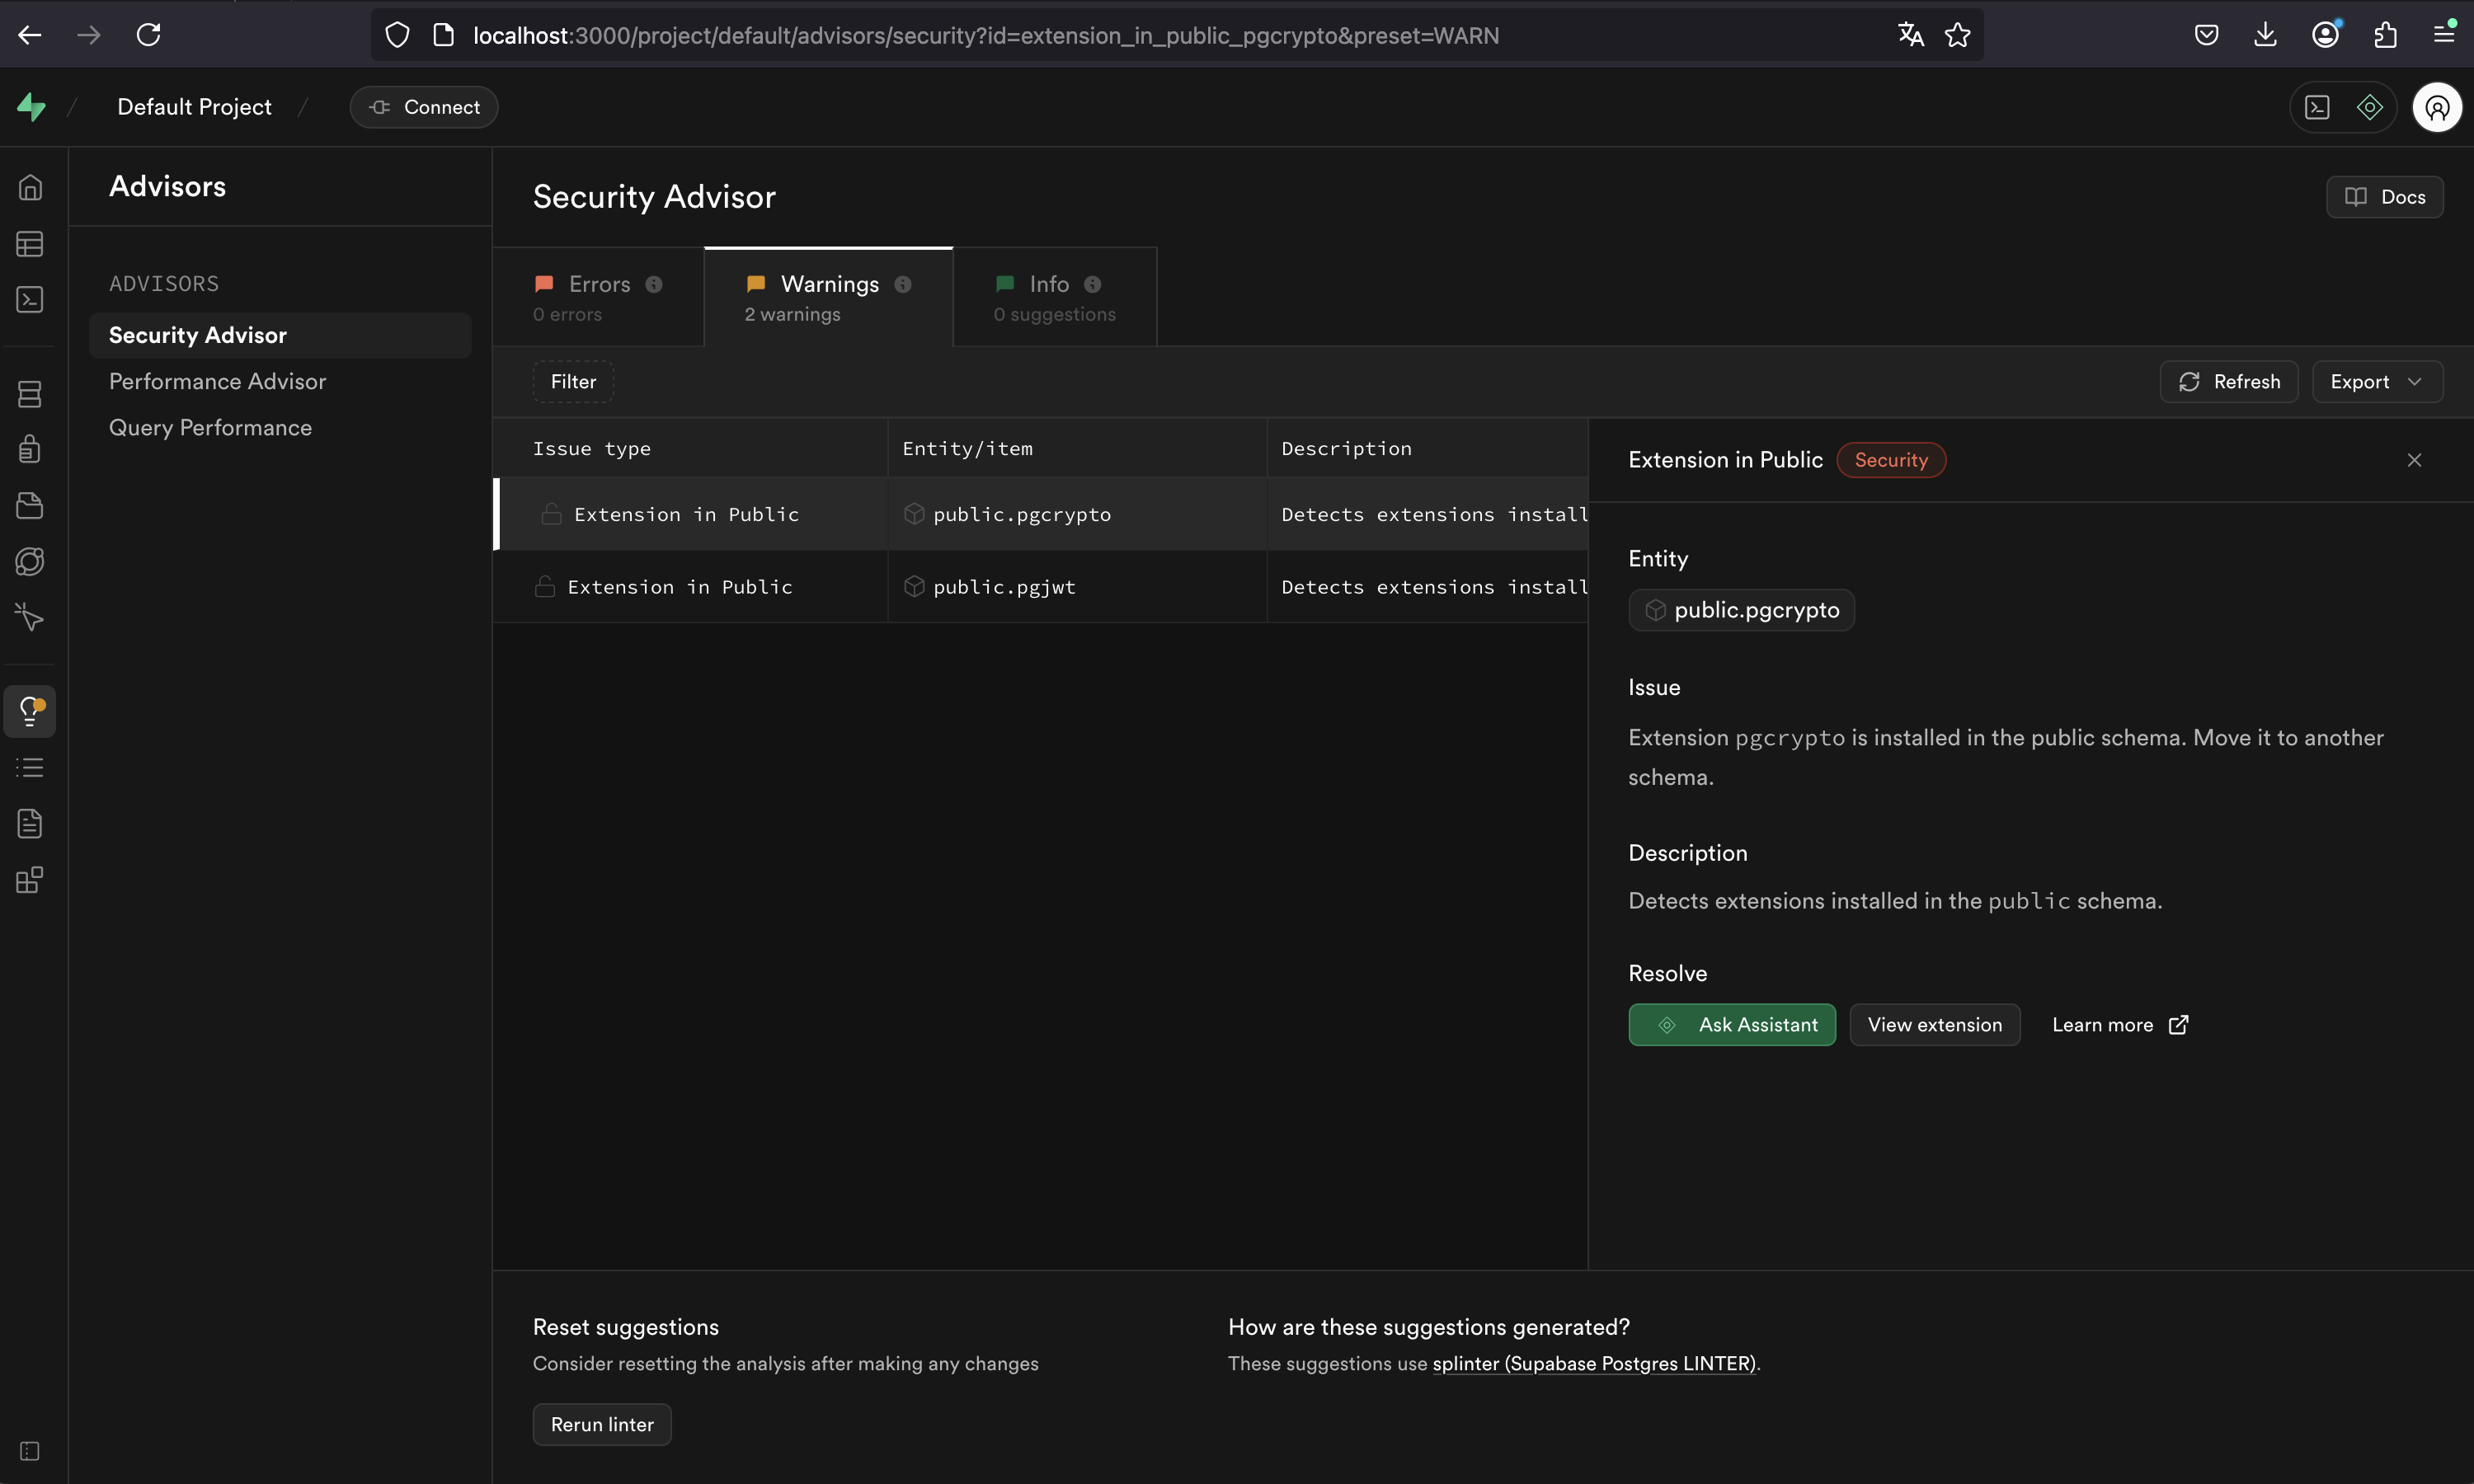 localhost:3000/project/default/advisors/security?id=extension_in_public_pgcrypto&preset=WARN
Default Project
Connect
Advisors
ADVISORS
Security Advisor
Performance Advisor
Query Performance
Security Advisor
Docs
Errors
0 errors
Warnings
2 warnings
Info
0 suggestions
Filter
Refresh
Export
Issue type
Entity/item
Description
Extension in Public
public.pgcrypto
Detects extensions install
Extension in Public
public.pgjwt
Detects extensions install
Extension in Public
Security
Entity
public.pgcrypto
Issue
Extension pgcrypto is installed in the public schema. Move it to another
schema.
Description
Detects extensions installed in the public schema.
Resolve
Ask Assistant
View extension
Learn more
Reset suggestions
Consider resetting the analysis after making any changes
Rerun linter
How are these suggestions generated?
These suggestions use splinter (Supabase Postgres LINTER).